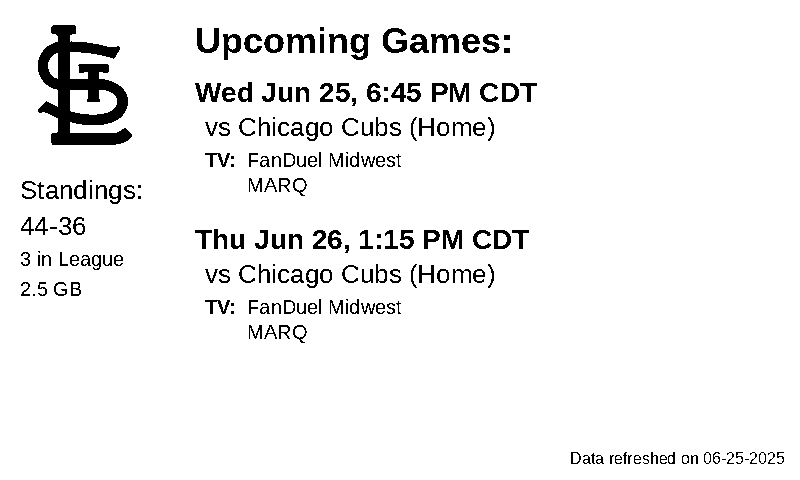 STL
Standings:
44-36
3 in League
2.5 GB
Upcoming Games:
Wed Jun 25, 6:45 PM CDT
vs Chicago Cubs (Home)
TV: FanDuel Midwest
MARQ
Thu Jun 26, 1:15 PM CDT
vs Chicago Cubs (Home)
TV: FanDuel Midwest
MARQ
Data refreshed on 06-25-2025